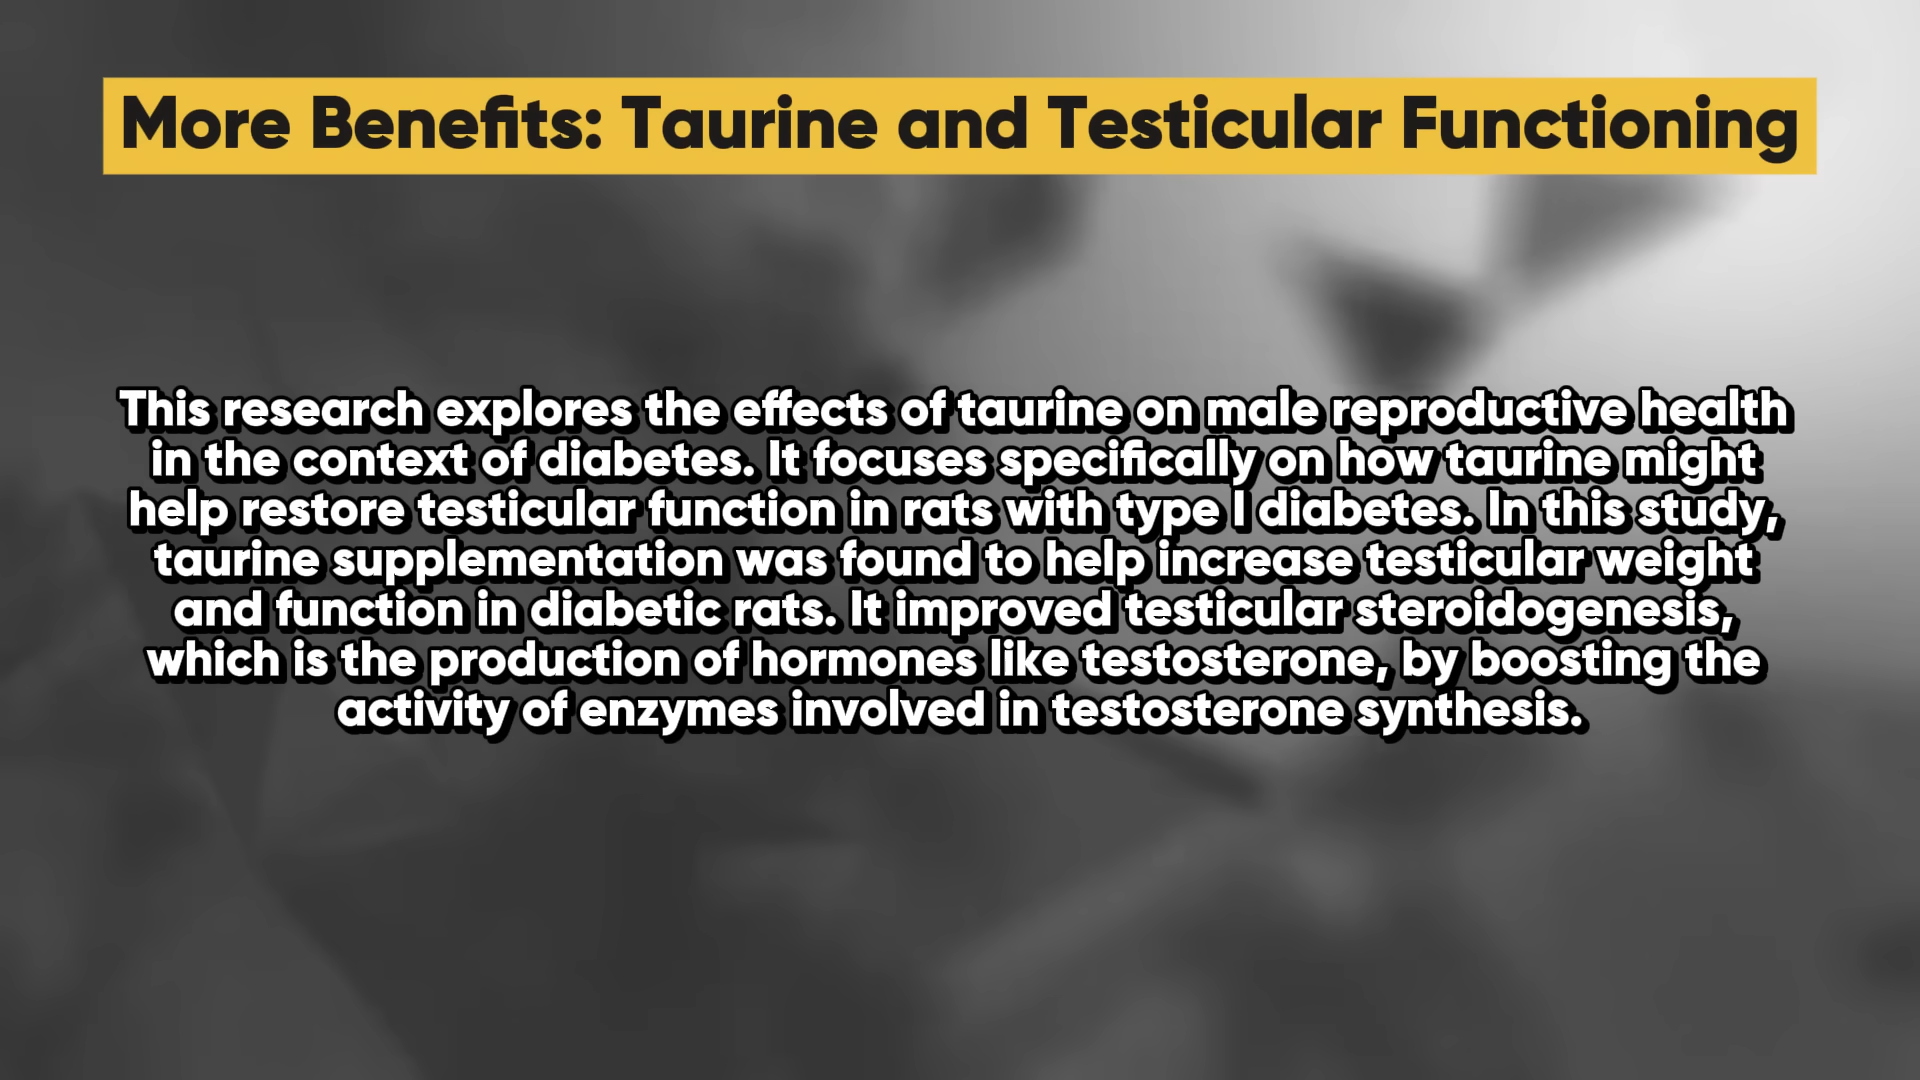 More Benefits: Taurine and Testicular Functioning
This research explores the effects of taurine on male reproductive health
in the context of diabetes. It focuses specifically on how taurine might
help restore testicular function in rats with type I diabetes. In this study,
taurine supplementation was found to help increase testicular weight
and function in diabetic rats. It improved testicular steroidogenesis,
which is the production of hormones like testosterone, by boosting the
activity of enzymes involved in testosterone synthesis.